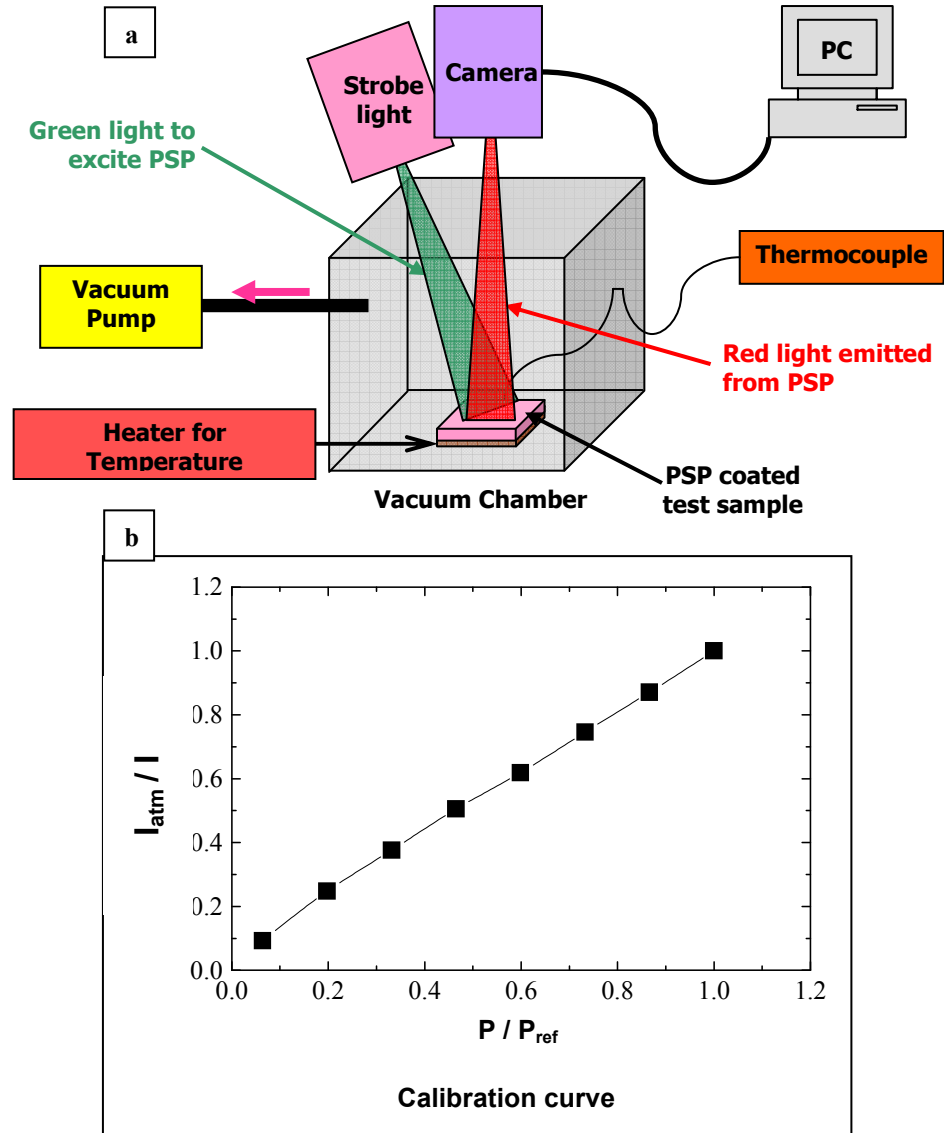 a
Strobe
light
Camera
PC
Green light to
excite PSP
Thermocouple
Vacuum
Pump
Red light emitted
from PSP
Heater for
Temperature
PSP coated
test sample
Vacuum Chamber
b
1.2
1.0
0.8
0.6
0.4
0.2
0.0
I_atm / I
0.0 0.2 0.4 0.6 0.8 1.0 1.2
P / P_ref
Calibration curve